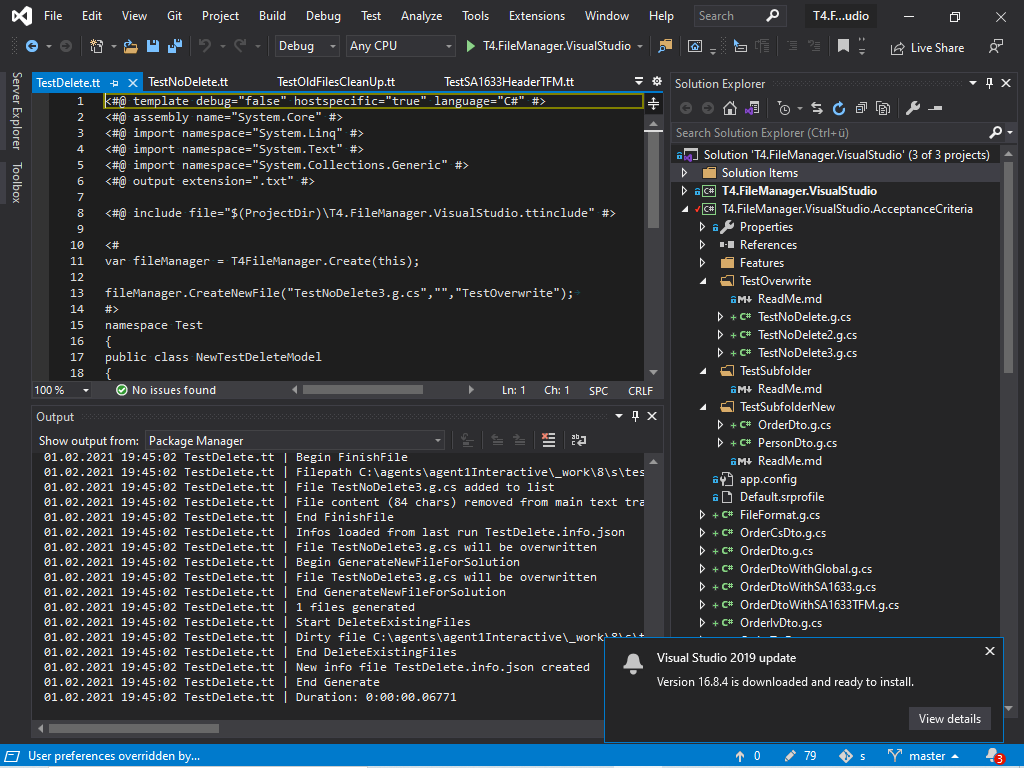 File Edit View Git Project Build Debug Test Analyze Tools Extensions Window Help Search T4.F...udio
Debug Any CPU T4.FileManager.VisualStudio Live Share
Server Explorer
Toolbox
TestDelete.tt TestNoDelete.tt TestOldFilesCleanUp.tt TestSA1633HeaderTFM.tt
1 <#@ template debug="false" hostspecific="true" language="C#" #>
2 <#@ assembly name="System.Core" #>
3 <#@ import namespace="System.Linq" #>
4 <#@ import namespace="System.Text" #>
5 <#@ import namespace="System.Collections.Generic" #>
6 <#@ output extension=".txt" #>
7
8 <#@ include file="$(ProjectDir)\T4.FileManager.VisualStudio.ttinclude" #>
9
10 <#
11 var fileManager = T4FileManager.Create(this);
12
13 fileManager.CreateNewFile("TestNoDelete3.g.cs","","TestOverwrite");
14 #>
15 namespace Test
16 {
17 public class NewTestDeleteModel
18 {
100 % No issues found Ln: 1 Ch: 1 SPC CRLF
Output
Show output from: Package Manager
01.02.2021 19:45:02 TestDelete.tt | Begin FinishFile
01.02.2021 19:45:02 TestDelete.tt | Filepath C:\agents\agent1Interactive\_work\8\s\tes
01.02.2021 19:45:02 TestDelete.tt | File TestNoDelete3.g.cs added to list
01.02.2021 19:45:02 TestDelete.tt | File content (84 chars) removed from main text tra
01.02.2021 19:45:02 TestDelete.tt | End FinishFile
01.02.2021 19:45:02 TestDelete.tt | Infos loaded from last run TestDelete.info.json
01.02.2021 19:45:02 TestDelete.tt | File TestNoDelete3.g.cs will be overwritten
01.02.2021 19:45:02 TestDelete.tt | Begin GenerateNewFileForSolution
01.02.2021 19:45:02 TestDelete.tt | File TestNoDelete3.g.cs will be overwritten
01.02.2021 19:45:02 TestDelete.tt | End GenerateNewFileForSolution
01.02.2021 19:45:02 TestDelete.tt | 1 files generated
01.02.2021 19:45:02 TestDelete.tt | Start DeleteExistingFiles
01.02.2021 19:45:02 TestDelete.tt | Dirty file C:\agents\agent1Interactive\_work\8\s\t
01.02.2021 19:45:02 TestDelete.tt | End DeleteExistingFiles
01.02.2021 19:45:02 TestDelete.tt | New info file TestDelete.info.json created
01.02.2021 19:45:02 TestDelete.tt | End Generate
01.02.2021 19:45:02 TestDelete.tt | Duration: 0:00:00.06771
Solution Explorer
Search Solution Explorer (Ctrl+ü)
Solution 'T4.FileManager.VisualStudio' (3 of 3 projects)
Solution Items
C# T4.FileManager.VisualStudio
C# T4.FileManager.VisualStudio.AcceptanceCriteria
Properties
References
Features
TestOverwrite
M ReadMe.md
+ C# TestNoDelete.g.cs
+ C# TestNoDelete2.g.cs
+ C# TestNoDelete3.g.cs
TestSubfolder
M ReadMe.md
TestSubfolderNew
+ C# OrderDto.g.cs
+ C# PersonDto.g.cs
M ReadMe.md
app.config
Default.srprofile
+ C# FileFormat.g.cs
+ C# OrderCsDto.g.cs
+ C# OrderDto.g.cs
+ C# OrderDtoWithGlobal.g.cs
+ C# OrderDtoWithSA1633.g.cs
+ C# OrderDtoWithSA1633TFM.g.cs
+ C# OrderlvDto.g.cs
Visual Studio 2019 update
Version 16.8.4 is downloaded and ready to install.
View details
User preferences overridden by... 0 79 s master 3